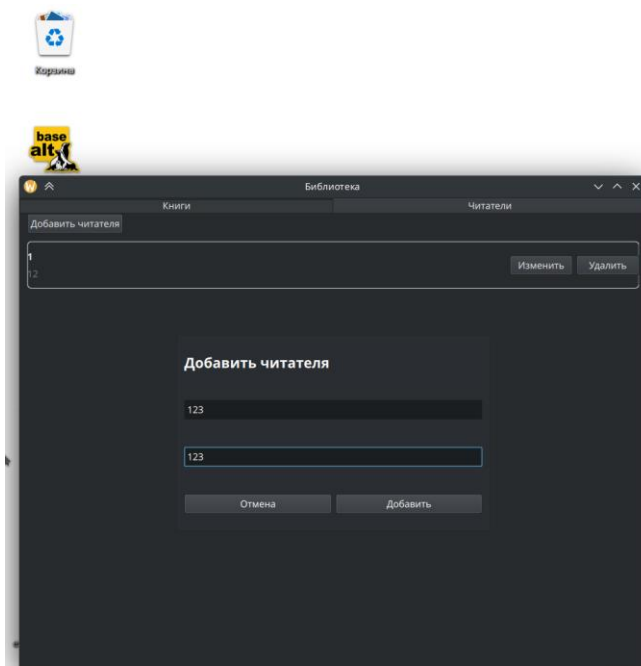 Корзина
base
alt
Библиотека
Книги
Читатели
Добавить читателя
1
12
Изменить
Удалить
Добавить читателя
123
123
Отмена
Добавить